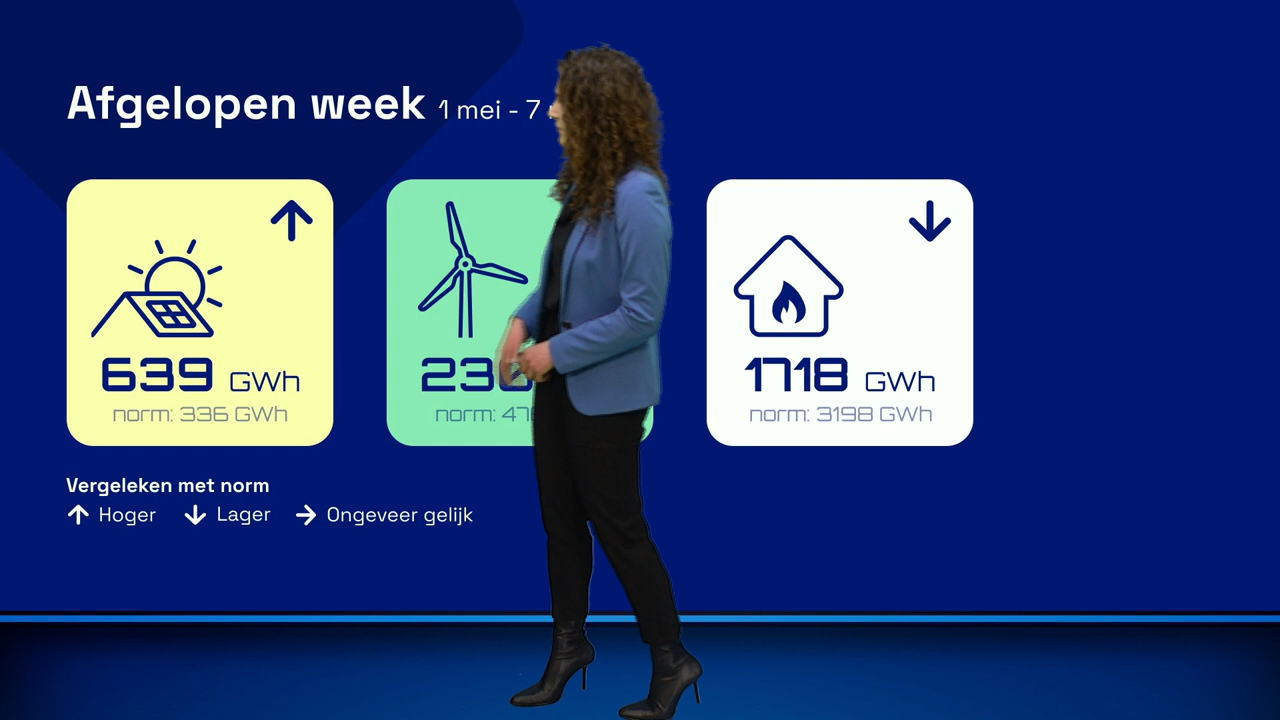 Afgelopen week 1 mei - 7
639 GWh
norm: 336 GWh
norm:
1718 GWh
norm: 3198 GWh
Vergeleken met norm
Hoger Lager Ongeveer gelijk